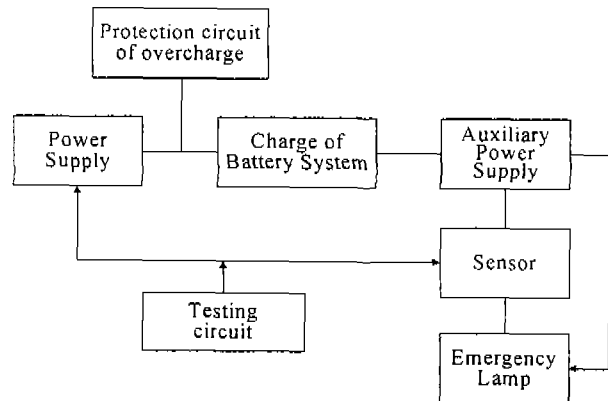 Protection circuit
of overcharge
Power
Supply
Charge of
Battery System
Auxiliary
Power
Supply
Sensor
Testing
circuit
Emergency
Lamp